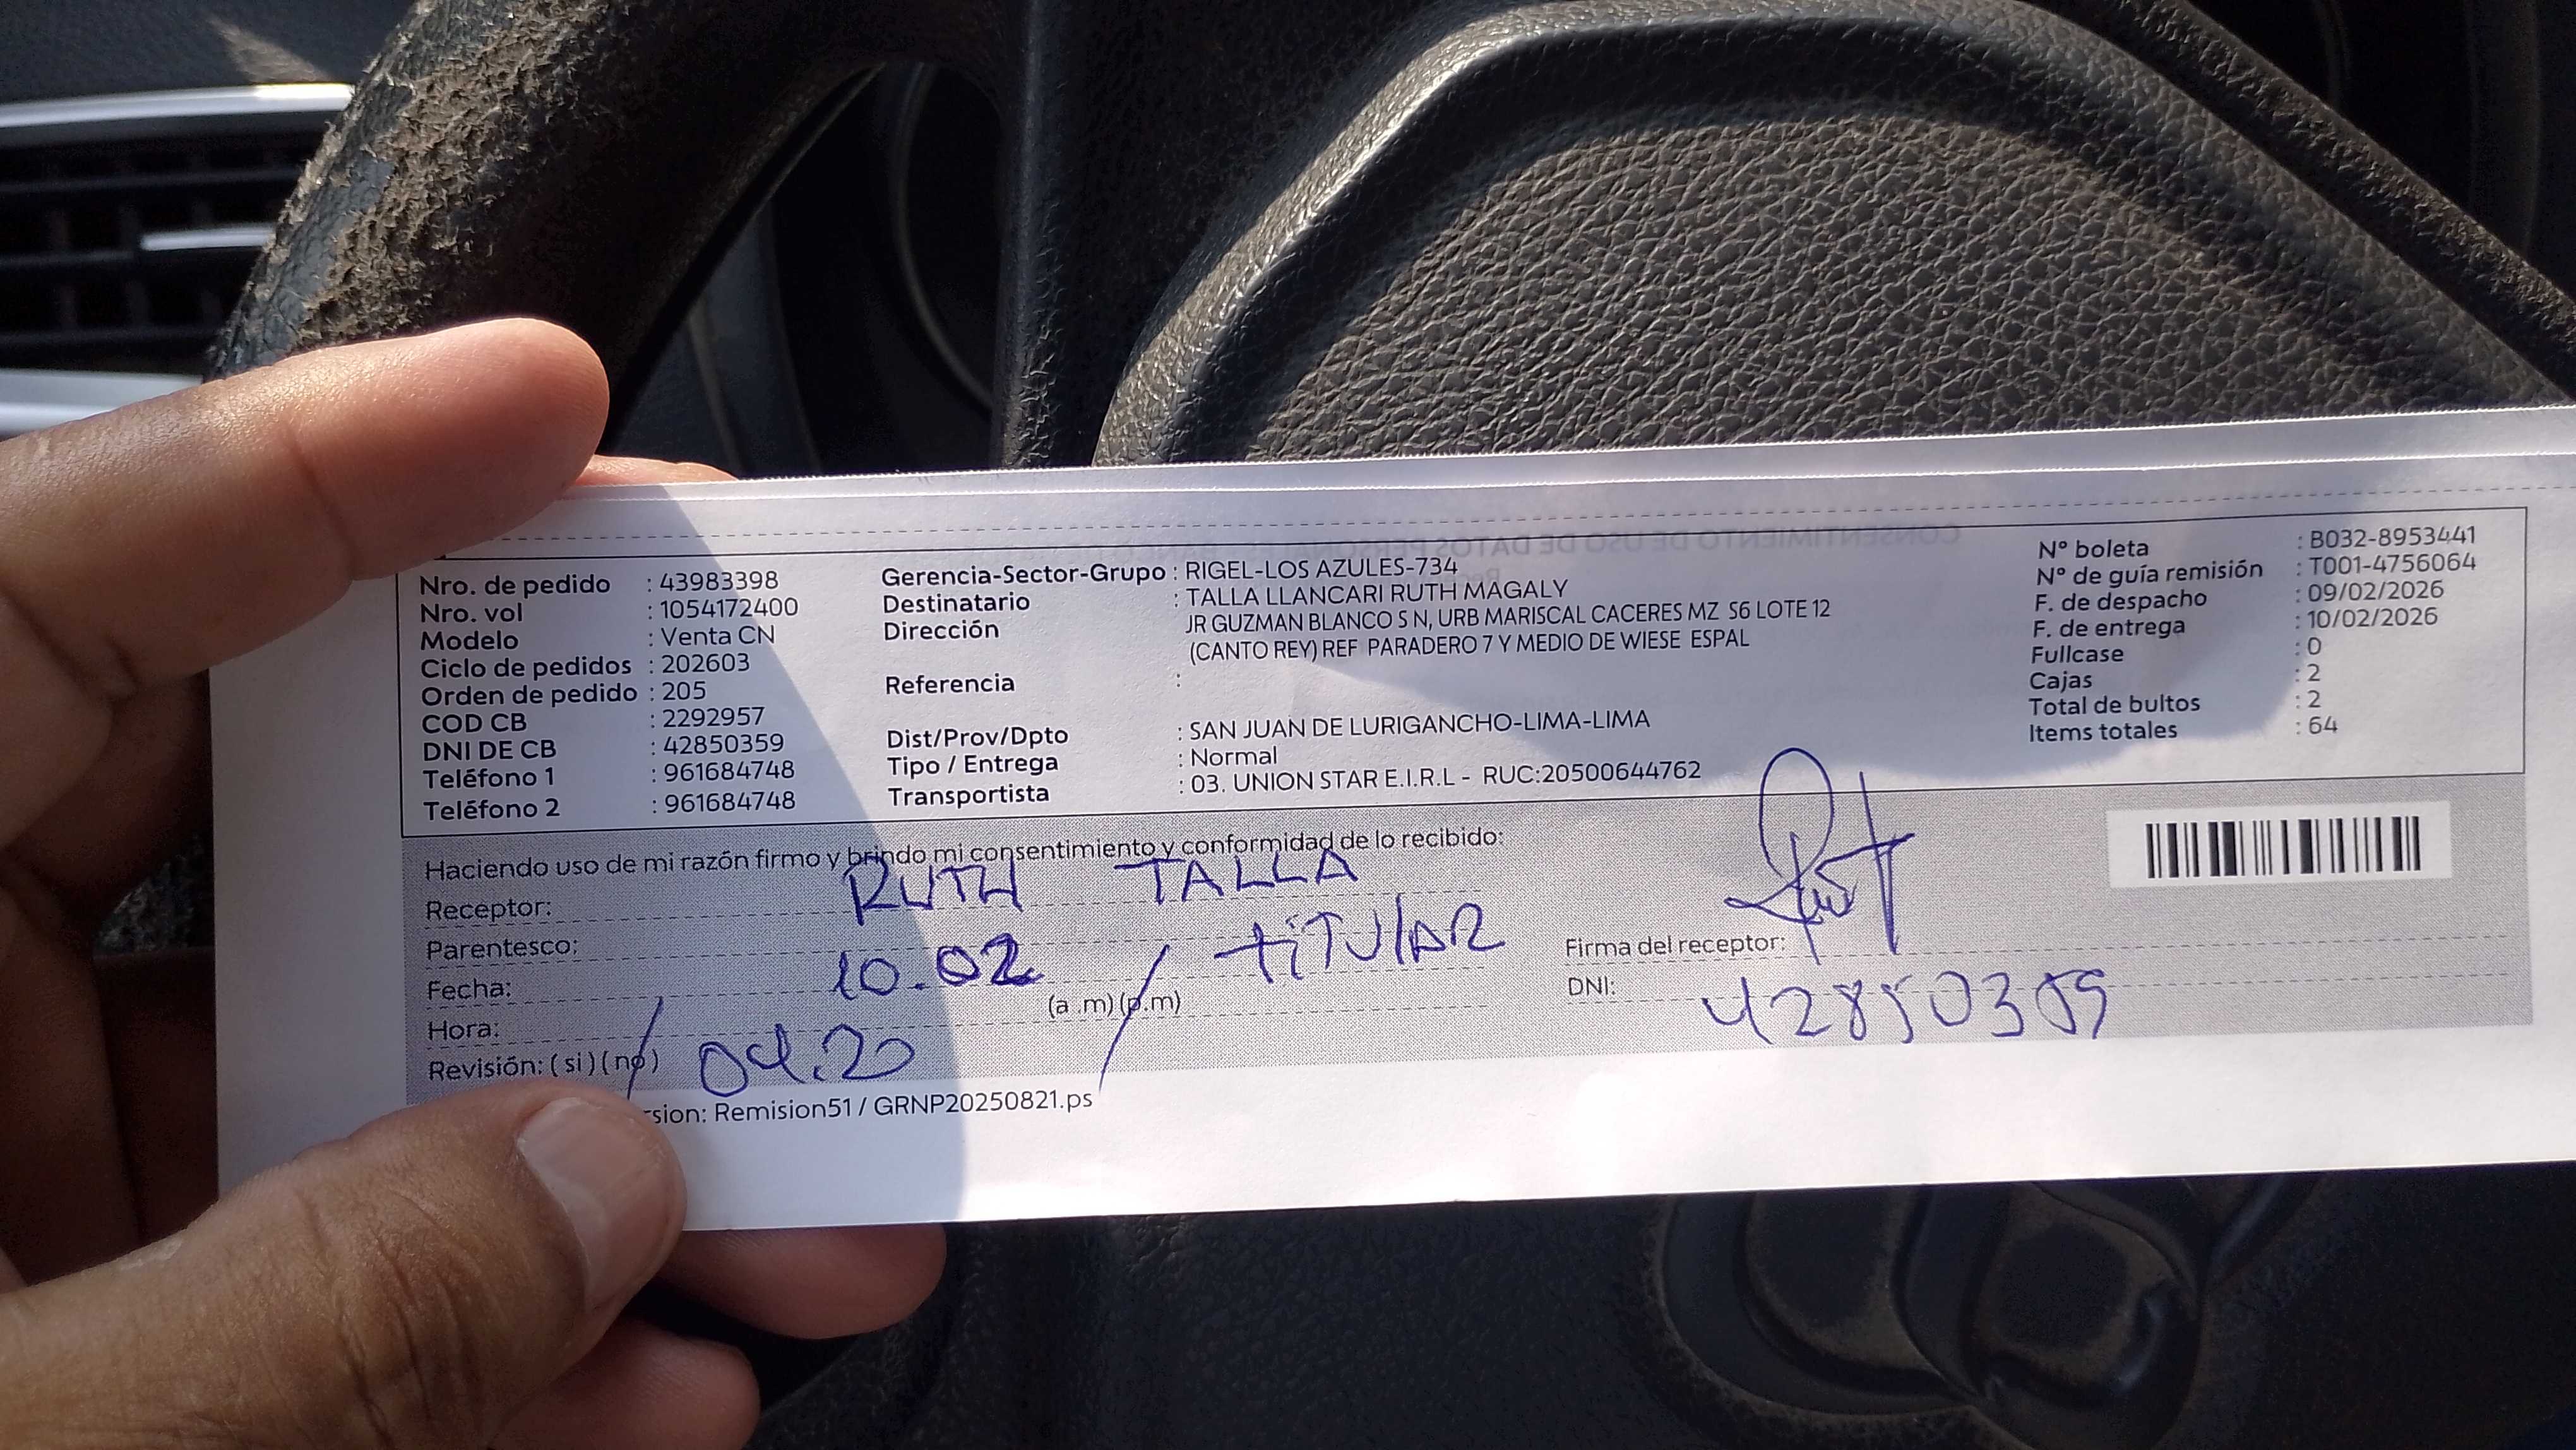 Nro. de pedido : 43983398
Nro. vol : 1054172400
Modelo : Venta CN
Ciclo de pedidos : 202603
Orden de pedido : 205
COD CB : 2292957
DNI DE CB : 42850359
Teléfono 1 : 961684748
Teléfono 2 : 961684748
Gerencia-Sector-Grupo : RIGEL-LOS AZULES-734
Destinatario : TALLA LLANCARI RUTH MAGALY
Dirección JR GUZMAN BLANCO S N, URB MARISCAL CACERES MZ S6 LOTE 12
(CANTO REY) REF PARADERO 7 Y MEDIO DE WIESE ESPAL
Referencia :
Dist/Prov/Dpto : SAN JUAN DE LURIGANCHO-LIMA-LIMA
Tipo / Entrega : Normal
Transportista : 03. UNION STAR E.I.R.L - RUC:20500644762
N° boleta : B032-8953441
N° de guía remisión : T001-4756064
F. de despacho : 09/02/2026
F. de entrega : 10/02/2026
Fullcase : 0
Cajas : 2
Total de bultos : 2
Items totales : 64
Haciendo uso de mi razón firmo y brindo mi consentimiento y conformidad de lo recibido:
Receptor: RUTH TALLA
Parentesco: TITULAR
Fecha: 10.02
Hora: 04:20 (a .m) (p.m)
Revisión: (si) (no)
Firma del receptor:
DNI: 42850359
sion: Remision51 / GRNP20250821.ps